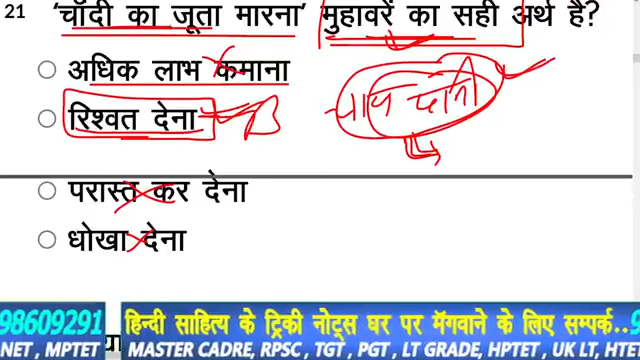 21 ‘चाँदी का जूता मारना’ मुहावरें का सही अर्थ है?
अधिक लाभ कमाना
रिश्वत देना
परास्त कर देना
धोखा देना
98609291 हिन्दी साहित्य के ट्रिकी नोट्स घर पर मॅगवाने के लिए सम्पर्क..9
NET , MPTET MASTER CADRE, RPSC , TGT , PGT , LT GRADE, HPTET , UK LT, HTE